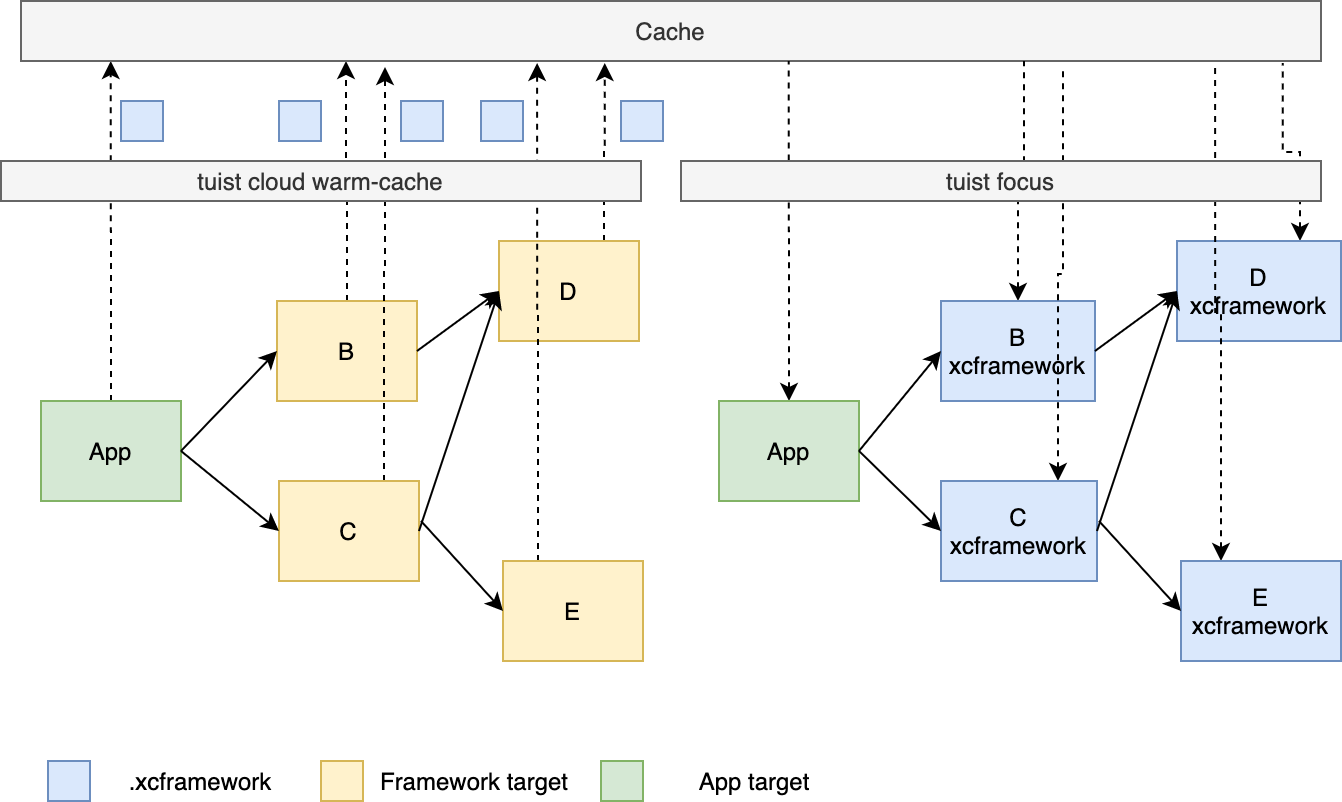 Cache
tuist cloud warm-cache
tuist focus
D
B
App
C
E
D
xcframework
B
xcframework
App
C
xcframework
E
xcframework
.xcframework
Framework target
App target